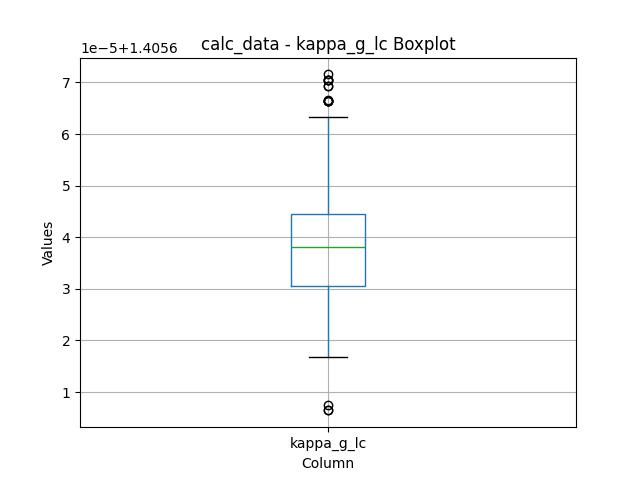 calc_data - kappa_g_lc Boxplot
1e−5+1.4056
7
6
5
4
3
2
1
Values
kappa_g_lc
Column